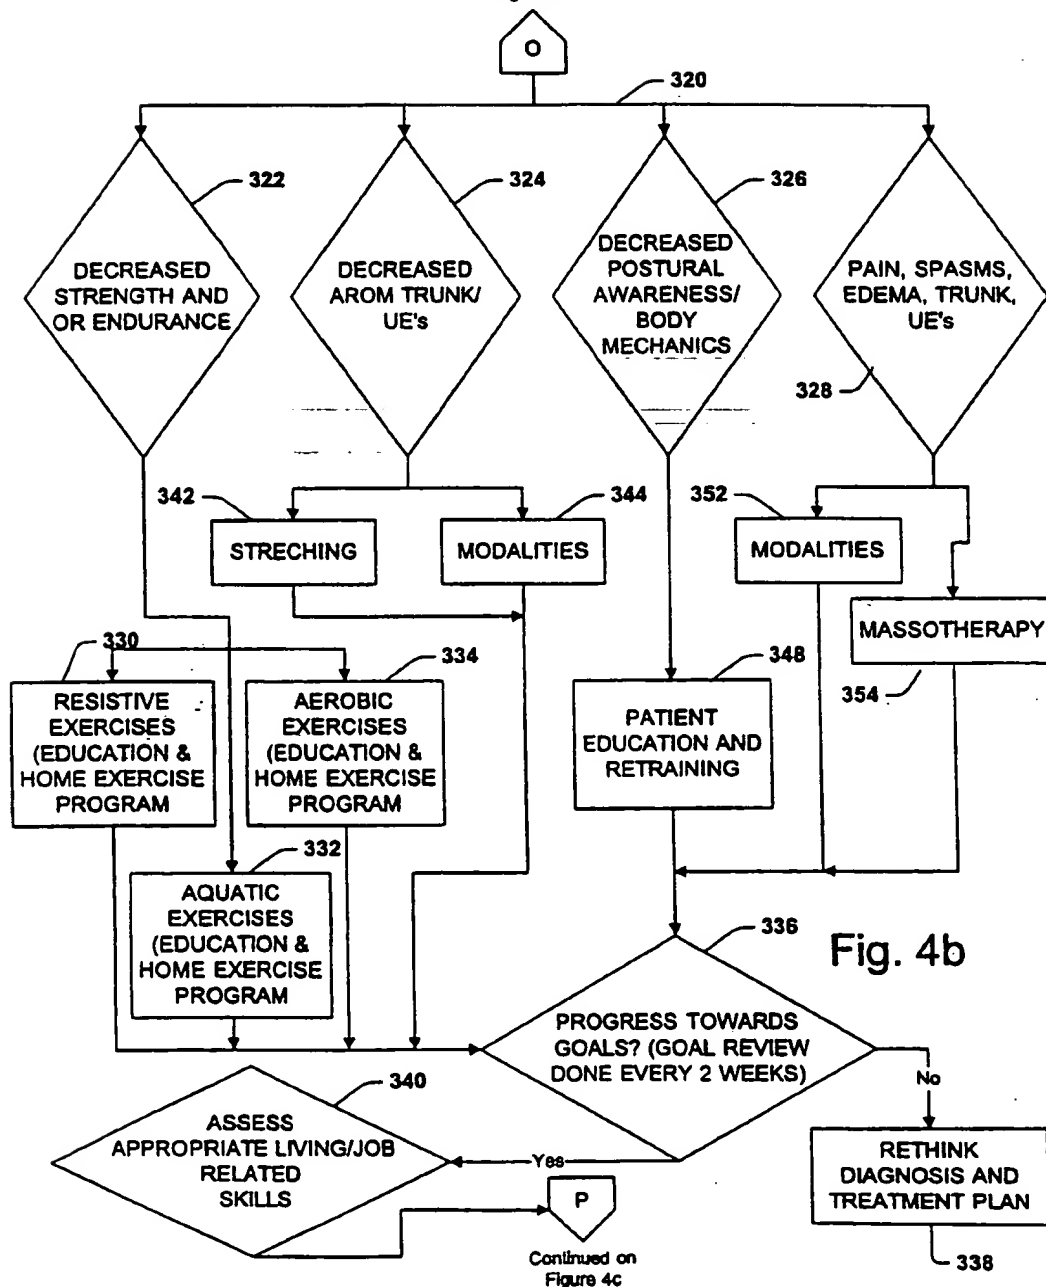 O
320
322
324
326
DECREASED
STRENGTH AND
OR ENDURANCE
DECREASED
AROM TRUNK/
UE's
DECREASED
POSTURAL
AWARENESS/
BODY
MECHANICS
PAIN, SPASMS,
EDEMA, TRUNK,
UE's
328
342
344
352
STRECHING
MODALITIES
MODALITIES
MASSOTHERAPY
354
330
334
348
RESISTIVE
EXERCISES
(EDUCATION &
HOME EXERCISE
PROGRAM
AEROBIC
EXERCISES
(EDUCATION &
HOME EXERCISE
PROGRAM
PATIENT
EDUCATION AND
RETRAINING
332
AQUATIC
EXERCISES
(EDUCATION &
HOME EXERCISE
PROGRAM
336
Fig. 4b
PROGRESS TOWARDS
GOALS? (GOAL REVIEW
DONE EVERY 2 WEEKS)
No
340
ASSESS
APPROPRIATE LIVING/JOB
RELATED
SKILLS
Yes
RETHINK
DIAGNOSIS AND
TREATMENT PLAN
338
P
Continued on
Figure 4c